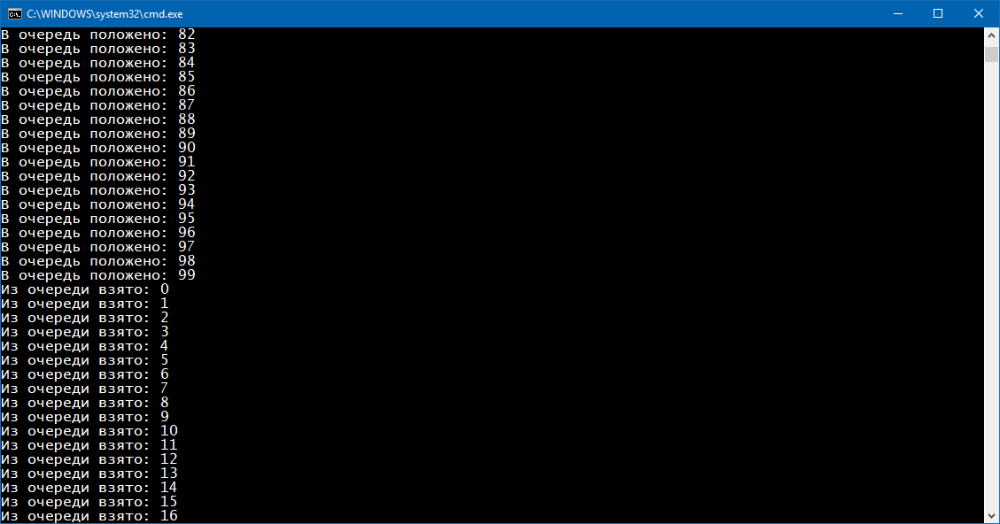 C:\WINDOWS\system32\cmd.exe
В очередь положено: 82
В очередь положено: 83
В очередь положено: 84
В очередь положено: 85
В очередь положено: 86
В очередь положено: 87
В очередь положено: 88
В очередь положено: 89
В очередь положено: 90
В очередь положено: 91
В очередь положено: 92
В очередь положено: 93
В очередь положено: 94
В очередь положено: 95
В очередь положено: 96
В очередь положено: 97
В очередь положено: 98
В очередь положено: 99
Из очереди взято: 0
Из очереди взято: 1
Из очереди взято: 2
Из очереди взято: 3
Из очереди взято: 4
Из очереди взято: 5
Из очереди взято: 6
Из очереди взято: 7
Из очереди взято: 8
Из очереди взято: 9
Из очереди взято: 10
Из очереди взято: 11
Из очереди взято: 12
Из очереди взято: 13
Из очереди взято: 14
Из очереди взято: 15
Из очереди взято: 16